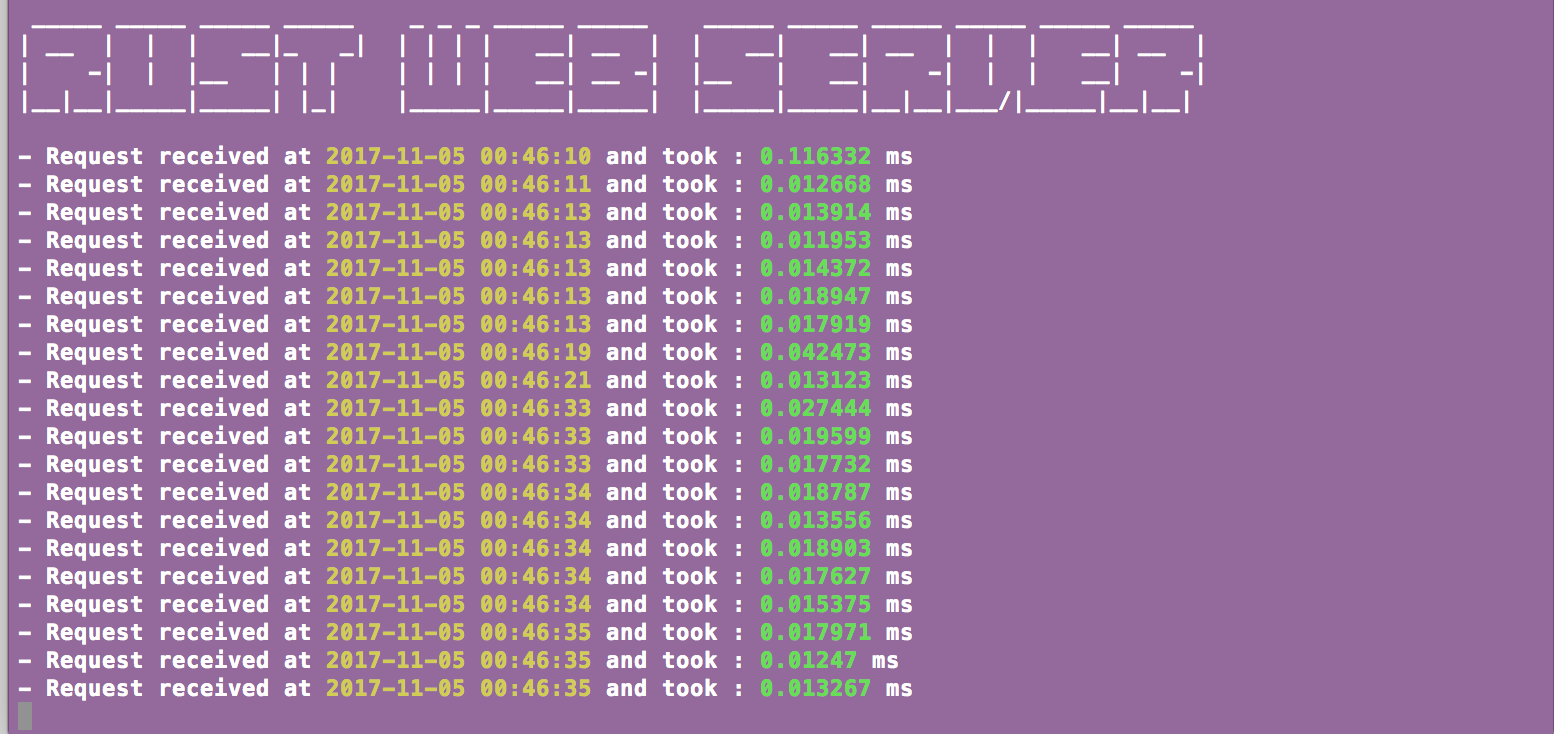 RUST WEB SERVER
- Request received at 2017-11-05 00:46:10 and took : 0.116332 ms
- Request received at 2017-11-05 00:46:11 and took : 0.012668 ms
- Request received at 2017-11-05 00:46:13 and took : 0.013914 ms
- Request received at 2017-11-05 00:46:13 and took : 0.011953 ms
- Request received at 2017-11-05 00:46:13 and took : 0.014372 ms
- Request received at 2017-11-05 00:46:13 and took : 0.018947 ms
- Request received at 2017-11-05 00:46:13 and took : 0.017919 ms
- Request received at 2017-11-05 00:46:19 and took : 0.042473 ms
- Request received at 2017-11-05 00:46:21 and took : 0.013123 ms
- Request received at 2017-11-05 00:46:33 and took : 0.027444 ms
- Request received at 2017-11-05 00:46:33 and took : 0.019599 ms
- Request received at 2017-11-05 00:46:33 and took : 0.017732 ms
- Request received at 2017-11-05 00:46:34 and took : 0.018787 ms
- Request received at 2017-11-05 00:46:34 and took : 0.013556 ms
- Request received at 2017-11-05 00:46:34 and took : 0.018903 ms
- Request received at 2017-11-05 00:46:34 and took : 0.017627 ms
- Request received at 2017-11-05 00:46:34 and took : 0.015375 ms
- Request received at 2017-11-05 00:46:35 and took : 0.017971 ms
- Request received at 2017-11-05 00:46:35 and took : 0.01247 ms
- Request received at 2017-11-05 00:46:35 and took : 0.013267 ms